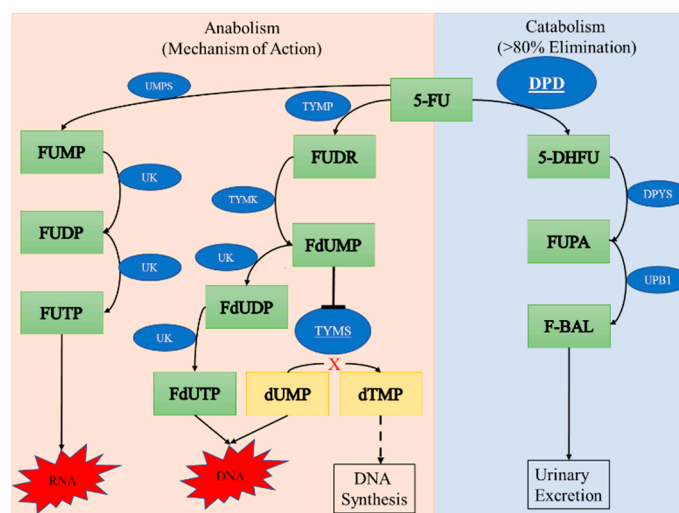 Anabolism
(Mechanism of Action)
Catabolism
(>80% Elimination)
UMPS
TYMP
5-FU
DPD
FUMP
FUDR
5-DHFU
UK
TYMK
DPYS
FUDP
FdUMP
FUPA
UK
UK
UPB1
FUTP
FdUDP
F-BAL
UK
TYMS
X
FdUTP
dUMP
dTMP
RNA
DNA
DNA
Synthesis
Urinary
Excretion